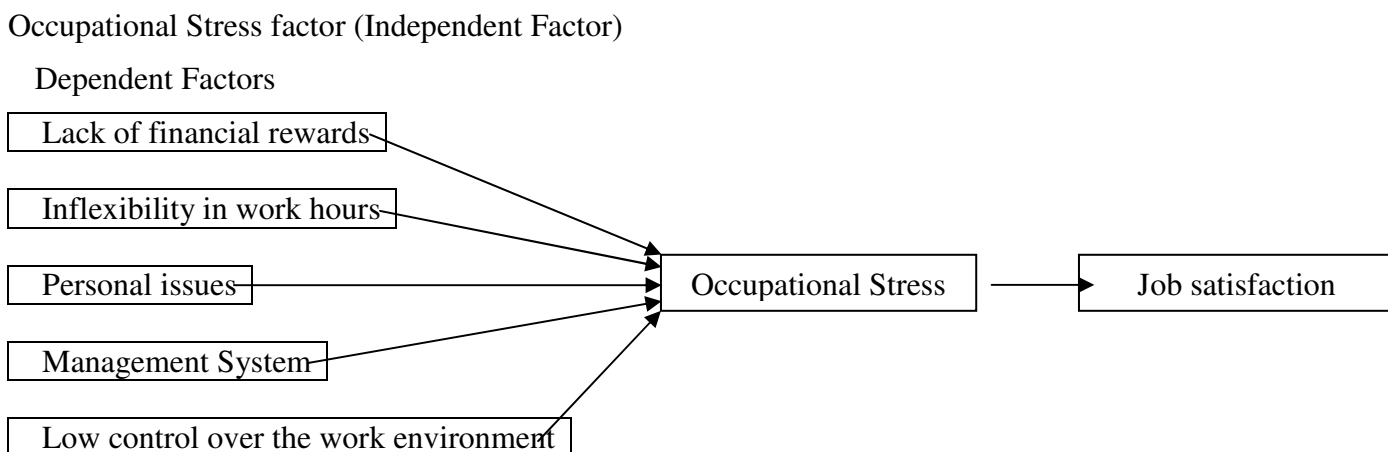 Occupational Stress factor (Independent Factor)
Dependent Factors
Lack of financial rewards
Inflexibility in work hours
Personal issues
Occupational Stress
Job satisfaction
Management System
Low control over the work environment